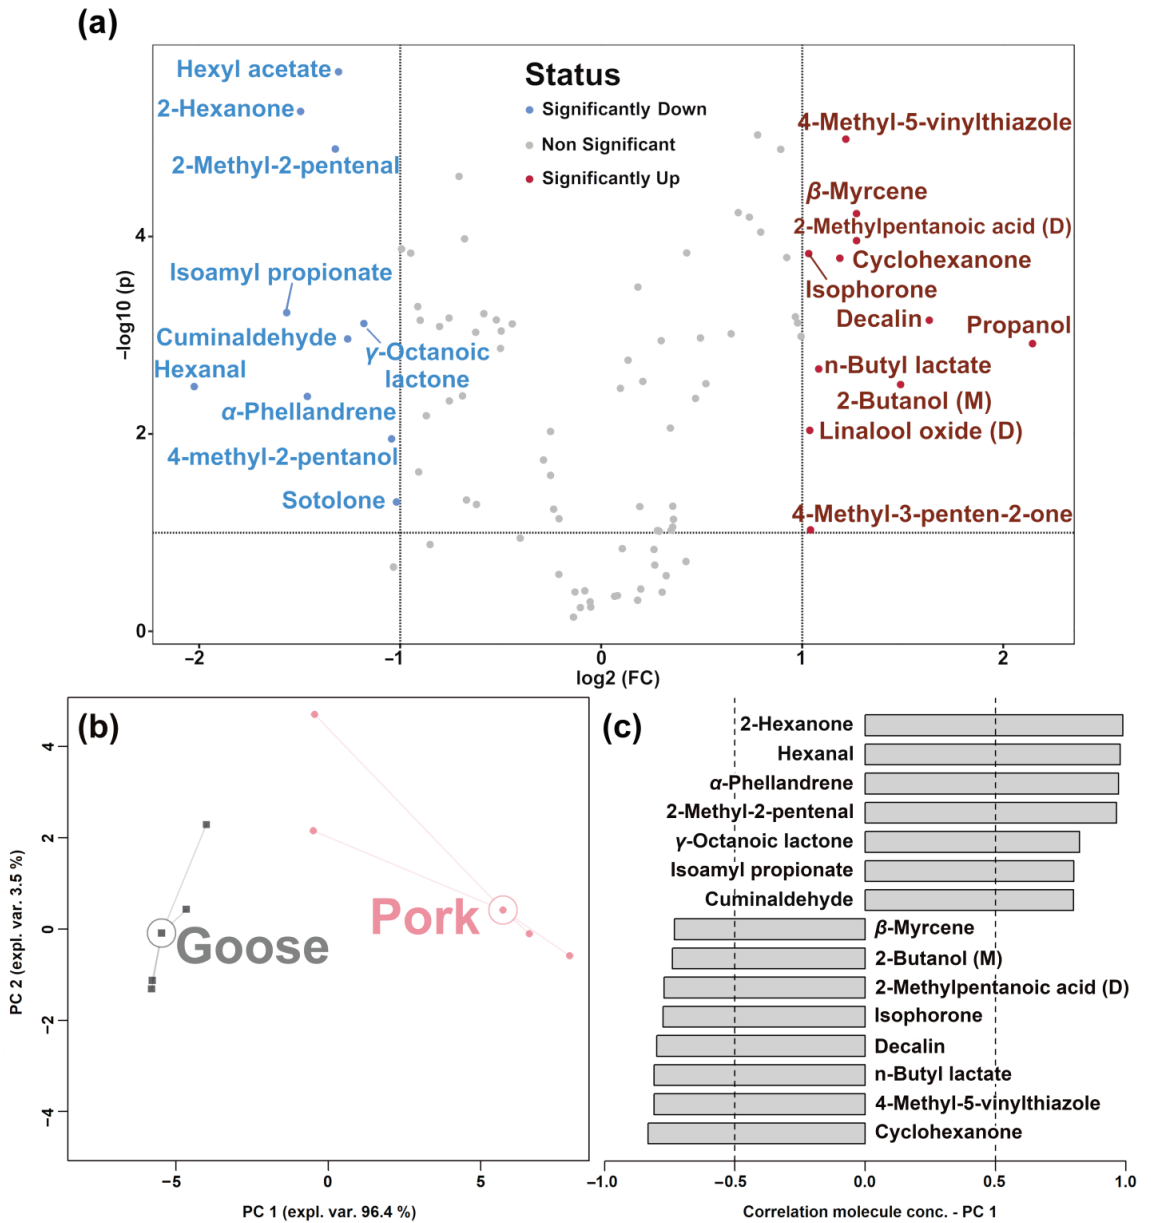 (a)
Hexyl acetate
2-Hexanone
2-Methyl-2-pentenal
Isoamyl propionate
Cuminaldehyde
γ-Octanoic
lactone
Hexanal
α-Phellandrene
4-methyl-2-pentanol
Sotolone
Status
Significantly Down
Non Significant
Significantly Up
4-Methyl-5-vinylthiazole
β-Myrcene
2-Methylpentanoic acid (D)
Cyclohexanone
Isophorone
Decalin
Propanol
n-Butyl lactate
2-Butanol (M)
Linalool oxide (D)
4-Methyl-3-penten-2-one
−log10 (p)
4
2
0
−2
−1
0
1
2
log2 (FC)
(b)
PC 2 (expl. var. 3.5 %)
4
2
0
−2
−4
Goose
Pork
−5
0
5
PC 1 (expl. var. 96.4 %)
(c)
2-Hexanone
Hexanal
α-Phellandrene
2-Methyl-2-pentenal
γ-Octanoic lactone
Isoamyl propionate
Cuminaldehyde
β-Myrcene
2-Butanol (M)
2-Methylpentanoic acid (D)
Isophorone
Decalin
n-Butyl lactate
4-Methyl-5-vinylthiazole
Cyclohexanone
−1.0
−0.5
0.0
0.5
1.0
Correlation molecule conc. - PC 1